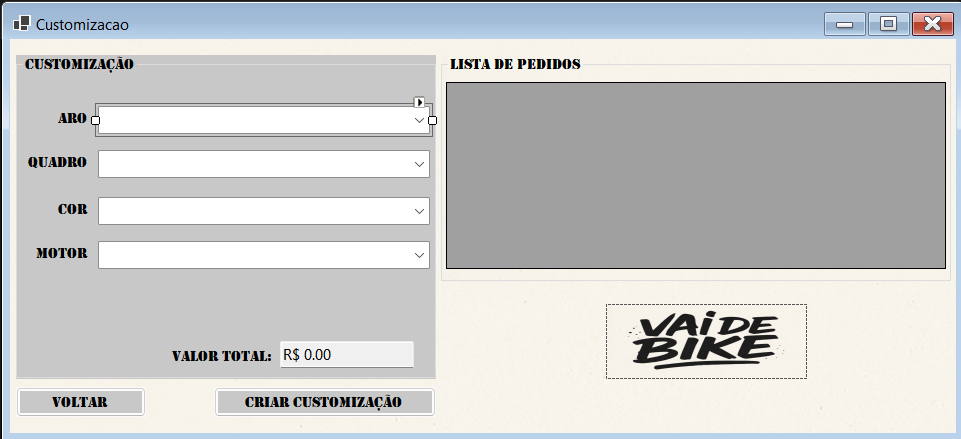 Customizacao
CUSTOMIZAÇÃO
ARO
QUADRO
COR
MOTOR
VALOR TOTAL: R$ 0.00
VOLTAR
CRIAR CUSTOMIZAÇÃO
LISTA DE PEDIDOS
VAI DE
BIKE